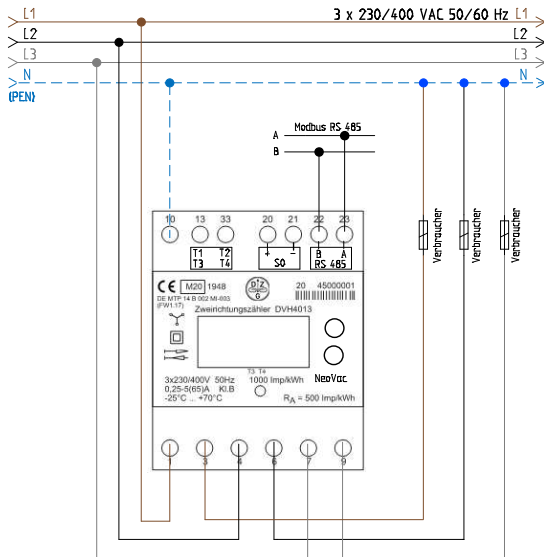 L1 3 x 230/400 VAC 50/60 Hz L1
L2 L2
L3 L3
N N
(PEN)
Modbus RS 485
A
B
10 13 33 20 21 22 23
T1 T2 + - B A
T3 T4 S0 RS 485
CE M20 1948 DZG 20 45000001
DE MTP 14 B 002 MI-003
(FW1.17)
Zweirichtungszähler DVH4013
NeoVac
T3 T4
3x230/400V 50Hz 1000 Imp/kWh
0,25-5(65)A Kl.B
-25°C .. +70°C RA = 500 Imp/kWh
1 3 4 6 7 9
Verbraucher
Verbraucher
Verbraucher